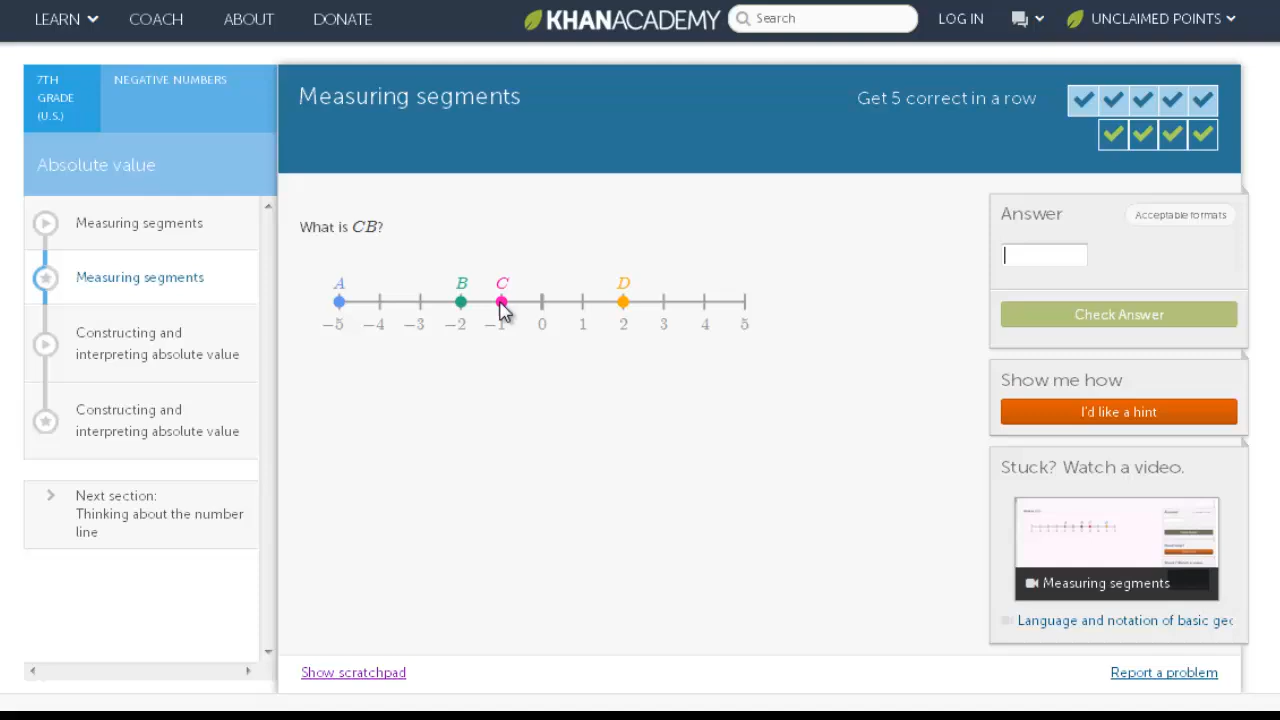 LEARN COACH ABOUT DONATE KHANACADEMY Search LOG IN UNCLAIMED POINTS
7TH GRADE (U.S.)
NEGATIVE NUMBERS
Absolute value
Measuring segments
Measuring segments
Constructing and
interpreting absolute value
Constructing and
interpreting absolute value
Next section:
Thinking about the number
line
Measuring segments
Get 5 correct in a row
What is CB?
A B C D
−5 −4 −3 −2 −1 0 1 2 3 4 5
Answer
Acceptable formats
Check Answer
Show me how
I'd like a hint
Stuck? Watch a video.
Measuring segments
Language and notation of basic geo
Show scratchpad
Report a problem